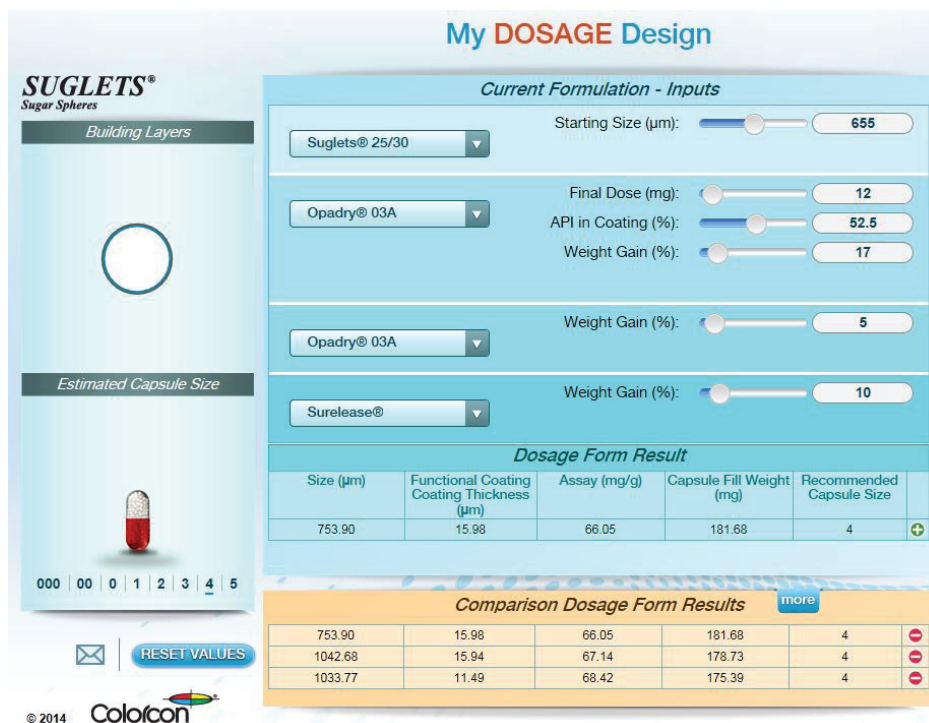 My DOSAGE Design
SUGLETS®
Sugar Spheres
Building Layers
Estimated Capsule Size
000 | 00 | 0 | 1 | 2 | 3 | 4 | 5
RESET VALUES
© 2014 Colorcon®
Current Formulation - Inputs
Suglets® 25/30
Starting Size (µm): 655
Opadry® 03A
Final Dose (mg): 12
API in Coating (%): 52.5
Weight Gain (%): 17
Opadry® 03A
Weight Gain (%): 5
Surelease®
Weight Gain (%): 10
Dosage Form Result
Size (µm) Functional Coating Coating Thickness (µm) Assay (mg/g) Capsule Fill Weight (mg) Recommended Capsule Size
753.90 15.98 66.05 181.68 4
Comparison Dosage Form Results more
753.90 15.98 66.05 181.68 4
1042.68 15.94 67.14 178.73 4
1033.77 11.49 68.42 175.39 4